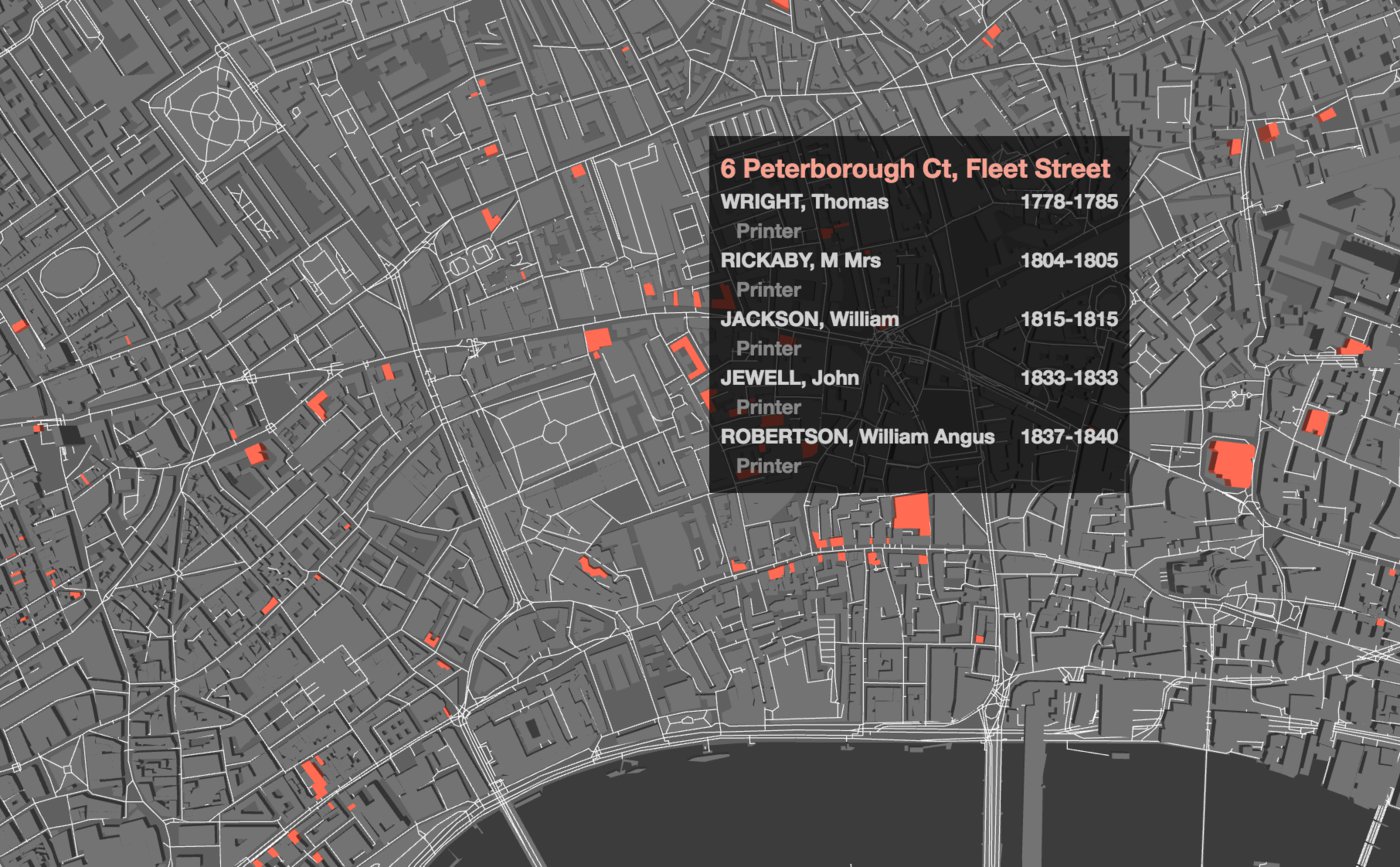 6 Peterborough Ct, Fleet Street
WRIGHT, Thomas 1778-1785
Printer
RICKABY, M Mrs 1804-1805
Printer
JACKSON, William 1815-1815
Printer
JEWELL, John 1833-1833
Printer
ROBERTSON, William Angus 1837-1840
Printer